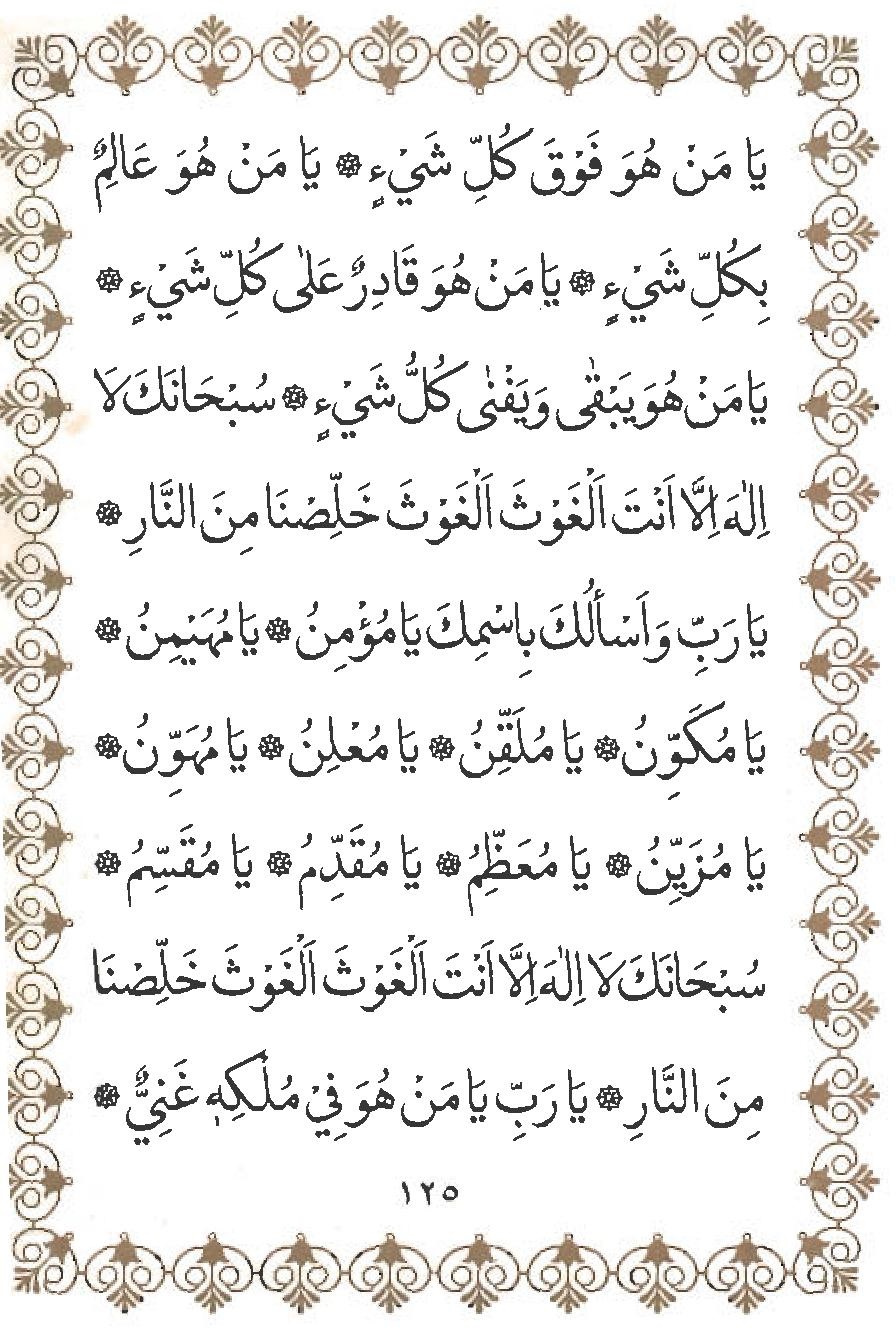 يَا مَنْ هُوَ فَوْقَ كُلِّ شَيْءٍ ۞ يَا مَنْ هُوَ عَالِمٌ
بِكُلِّ شَيْءٍ ۞ يَا مَنْ هُوَ قَادِرٌ عَلٰى كُلِّ شَيْءٍ ۞
يَا مَنْ هُوَ يَبْقٰى وَيَفْنٰى كُلُّ شَيْءٍ ۞ سُبْحَانَكَ لَا
اِلٰهَ اِلَّا اَنْتَ اَلْغَوْثَ اَلْغَوْثَ خَلِّصْنَا مِنَ النَّارِ ۞
يَا رَبِّ وَاَسْأَلُكَ بِاسْمِكَ يَا مُؤْمِنُ ۞ يَا مُهَيْمِنُ ۞
يَا مُكَوِّنُ ۞ يَا مُلَقِّنُ ۞ يَا مُعْلِنُ ۞ يَا مُهَوِّنُ ۞
يَا مُزَيِّنُ ۞ يَا مُعَظِّمُ ۞ يَا مُقَدِّمُ ۞ يَا مُقَسِّمُ ۞
سُبْحَانَكَ لَا اِلٰهَ اِلَّا اَنْتَ اَلْغَوْثَ اَلْغَوْثَ خَلِّصْنَا
مِنَ النَّارِ ۞ يَا رَبِّ يَا مَنْ هُوَ فِيْ مُلْكِهٖ غَنِيٌّ ۞
١٢٥